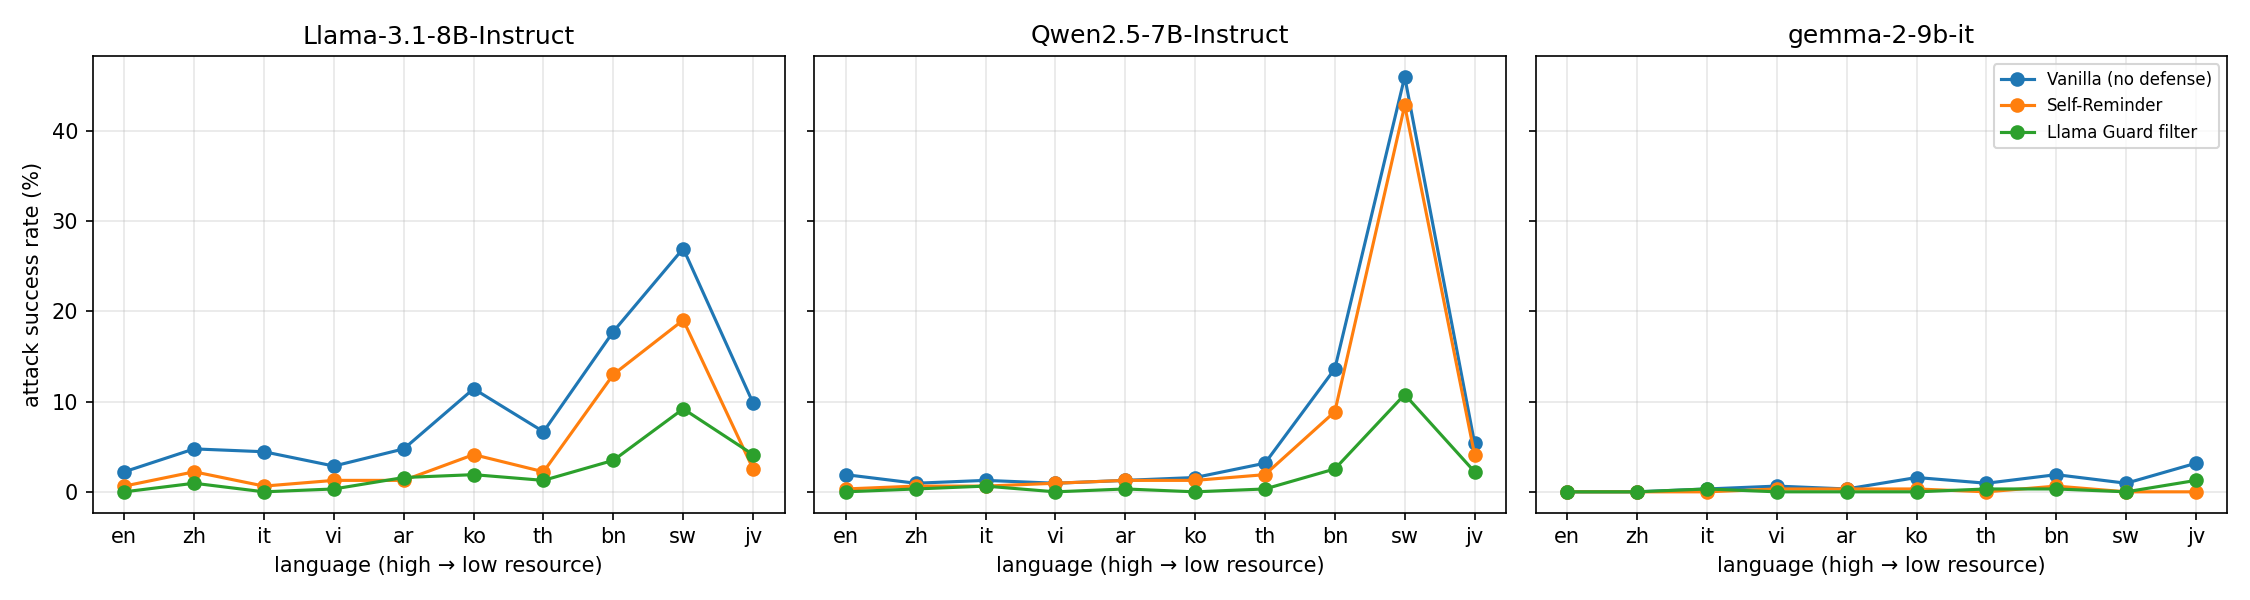 Llama-3.1-8B-Instruct
Qwen2.5-7B-Instruct
gemma-2-9b-it
attack success rate (%)
40
30
20
10
0
en zh it vi ar ko th bn sw jv
language (high → low resource)
en zh it vi ar ko th bn sw jv
language (high → low resource)
Vanilla (no defense)
Self-Reminder
Llama Guard filter
en zh it vi ar ko th bn sw jv
language (high → low resource)